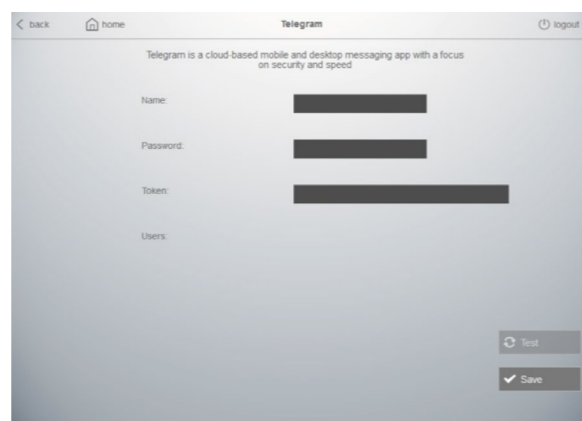 back
home
Telegram
logout
Telegram is a cloud-based mobile and desktop messaging app with a focus
on security and speed
Name:
Password:
Token:
Users:
Test
Save